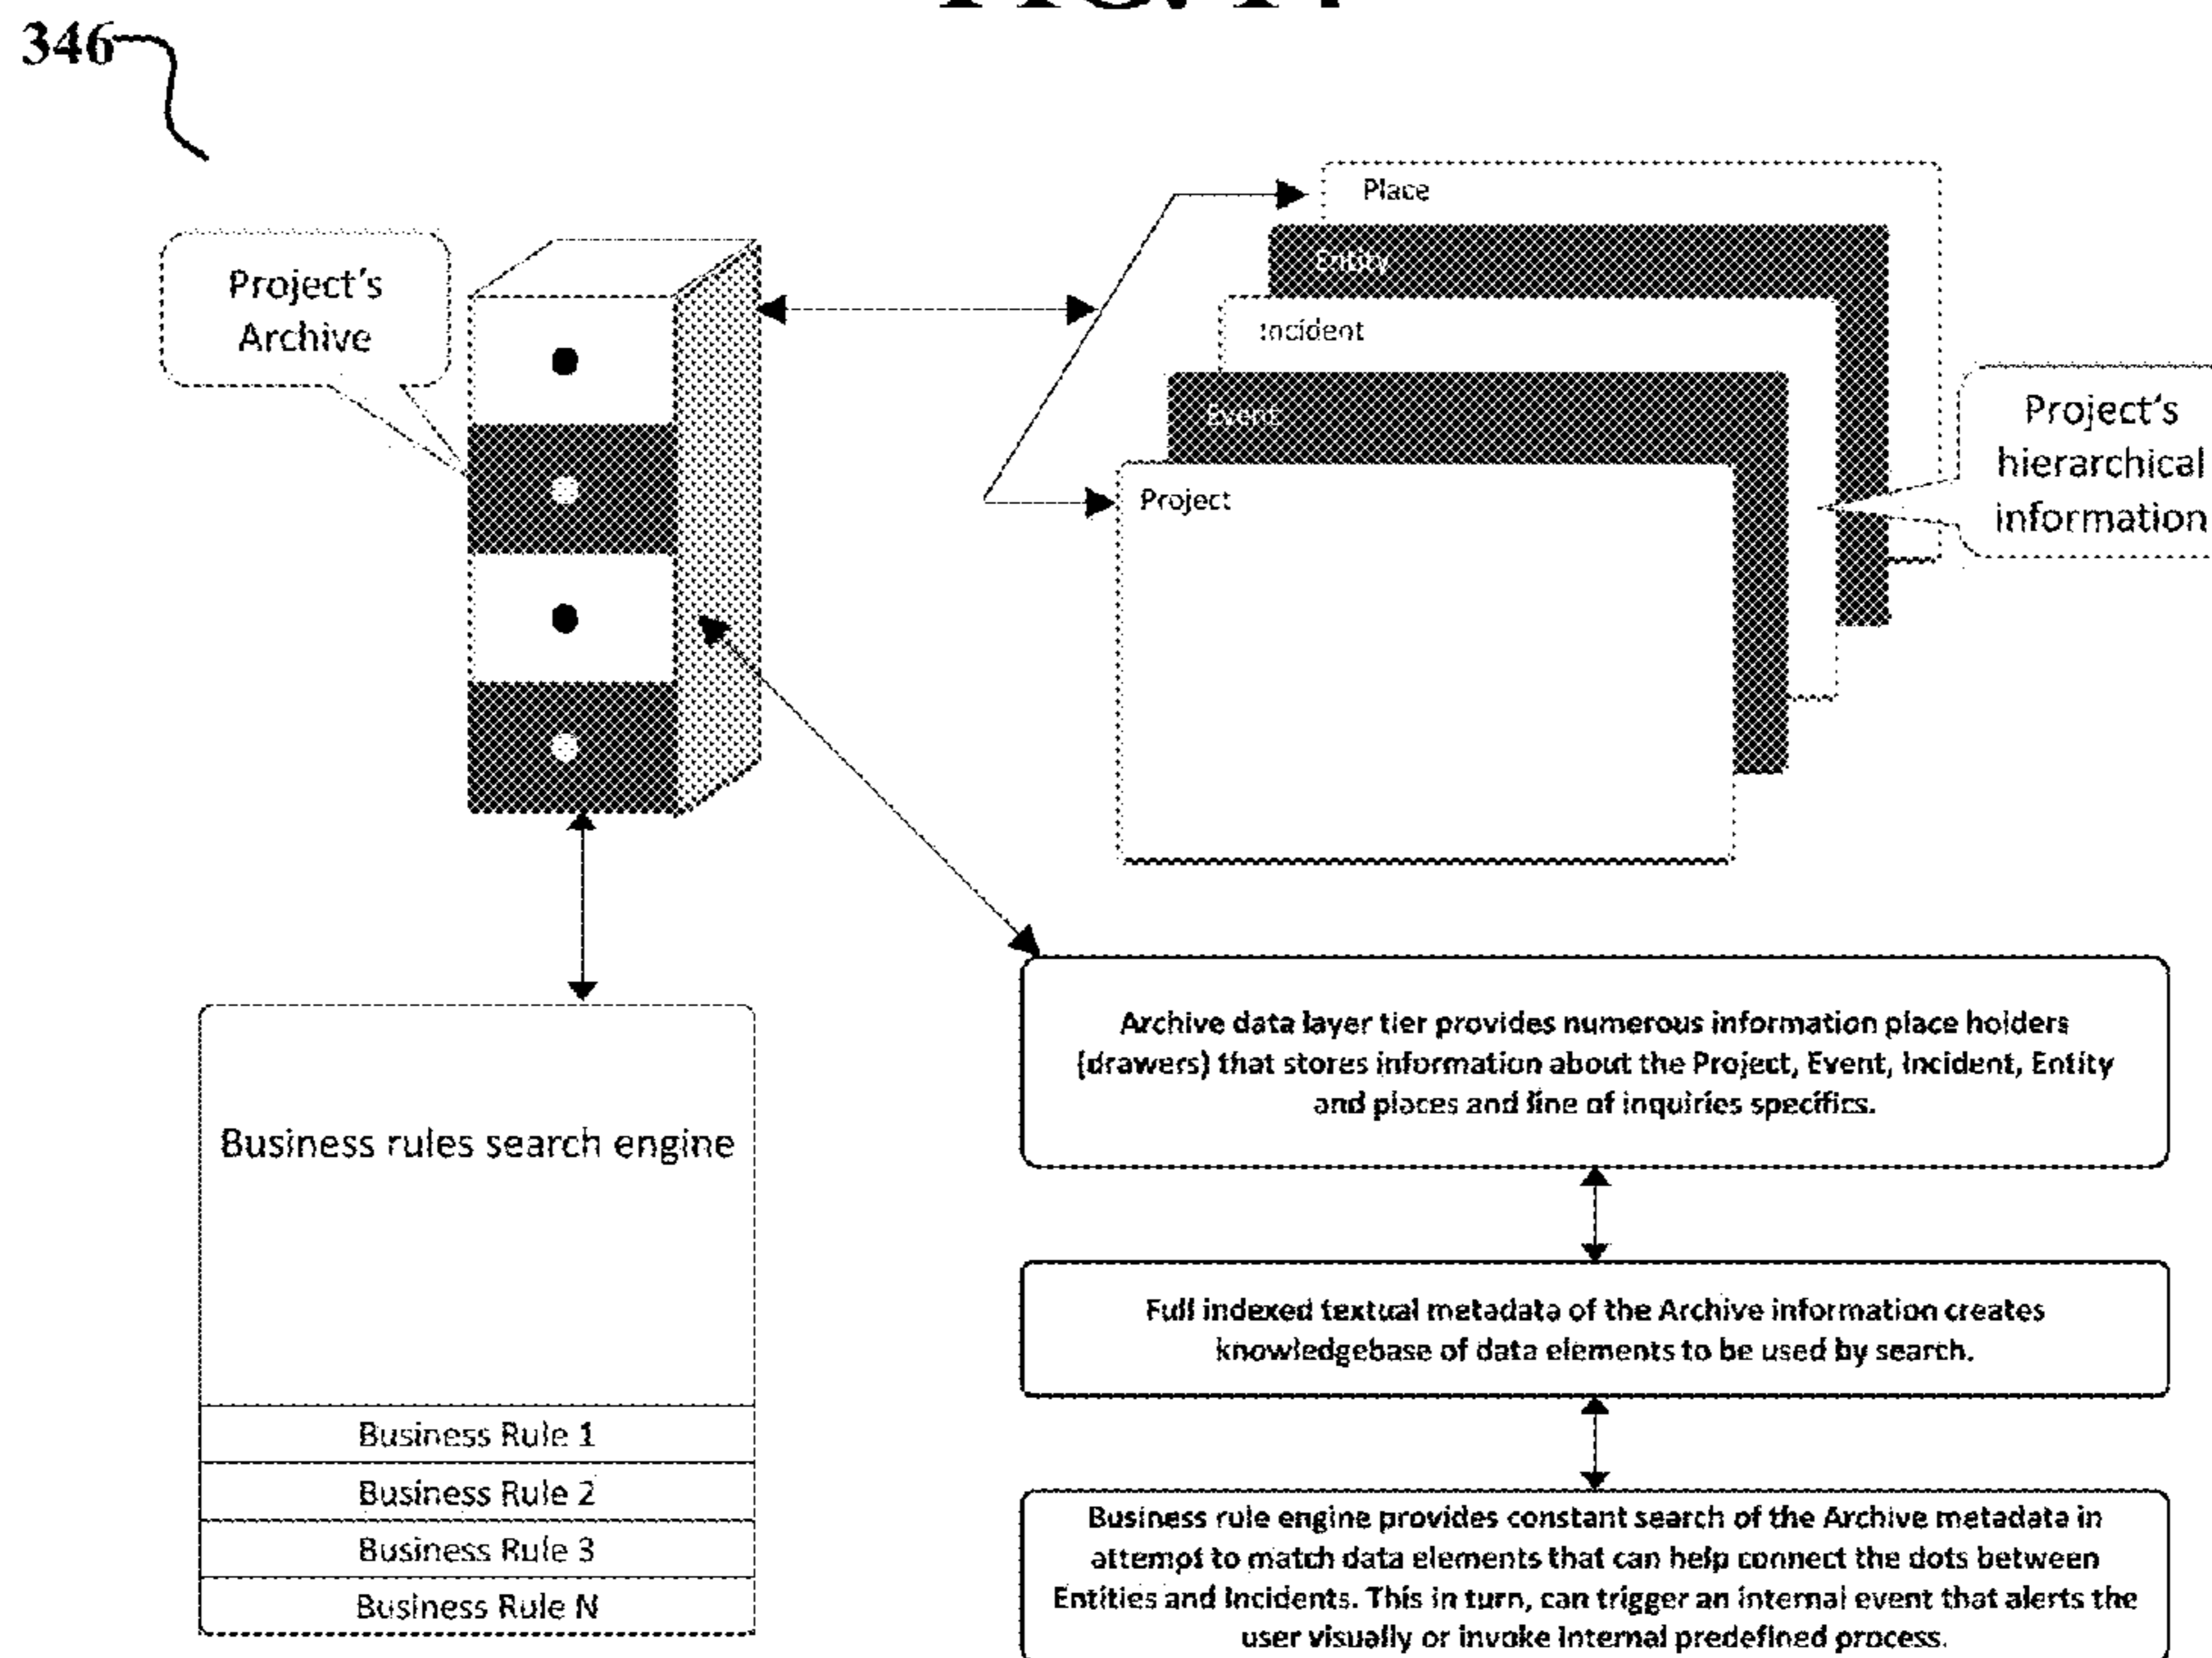 346
Place
Entity
Incident
Event
Project
Project's
Archive
Project's
hierarchical
information
Archive data layer tier provides numerous information place holders
(drawers) that stores information about the Project, Event, Incident, Entity
and places and line of inquiries specifics.
Business rules search engine
Full indexed textual metadata of the Archive information creates
knowledgebase of data elements to be used by search.
Business Rule 1
Business Rule 2
Business Rule 3
Business Rule N
Business rule engine provides constant search of the Archive metadata in
attempt to match data elements that can help connect the dots between
Entities and Incidents. This in turn, can trigger an internal event that alerts the
user visually or invoke internal predefined process.